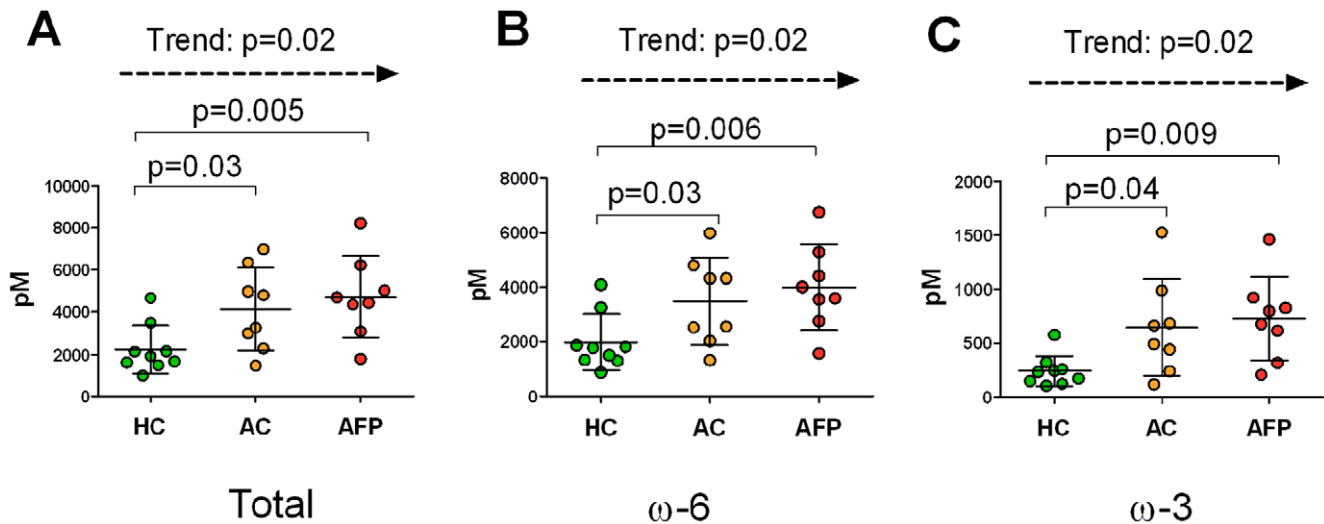 A
Trend: p=0.02
p=0.005
p=0.03
pM
10000
8000
6000
4000
2000
0
HC AC AFP
Total
B
Trend: p=0.02
p=0.006
p=0.03
pM
8000
6000
4000
2000
0
HC AC AFP
ω-6
C
Trend: p=0.02
p=0.009
p=0.04
pM
2000
1500
1000
500
0
HC AC AFP
ω-3